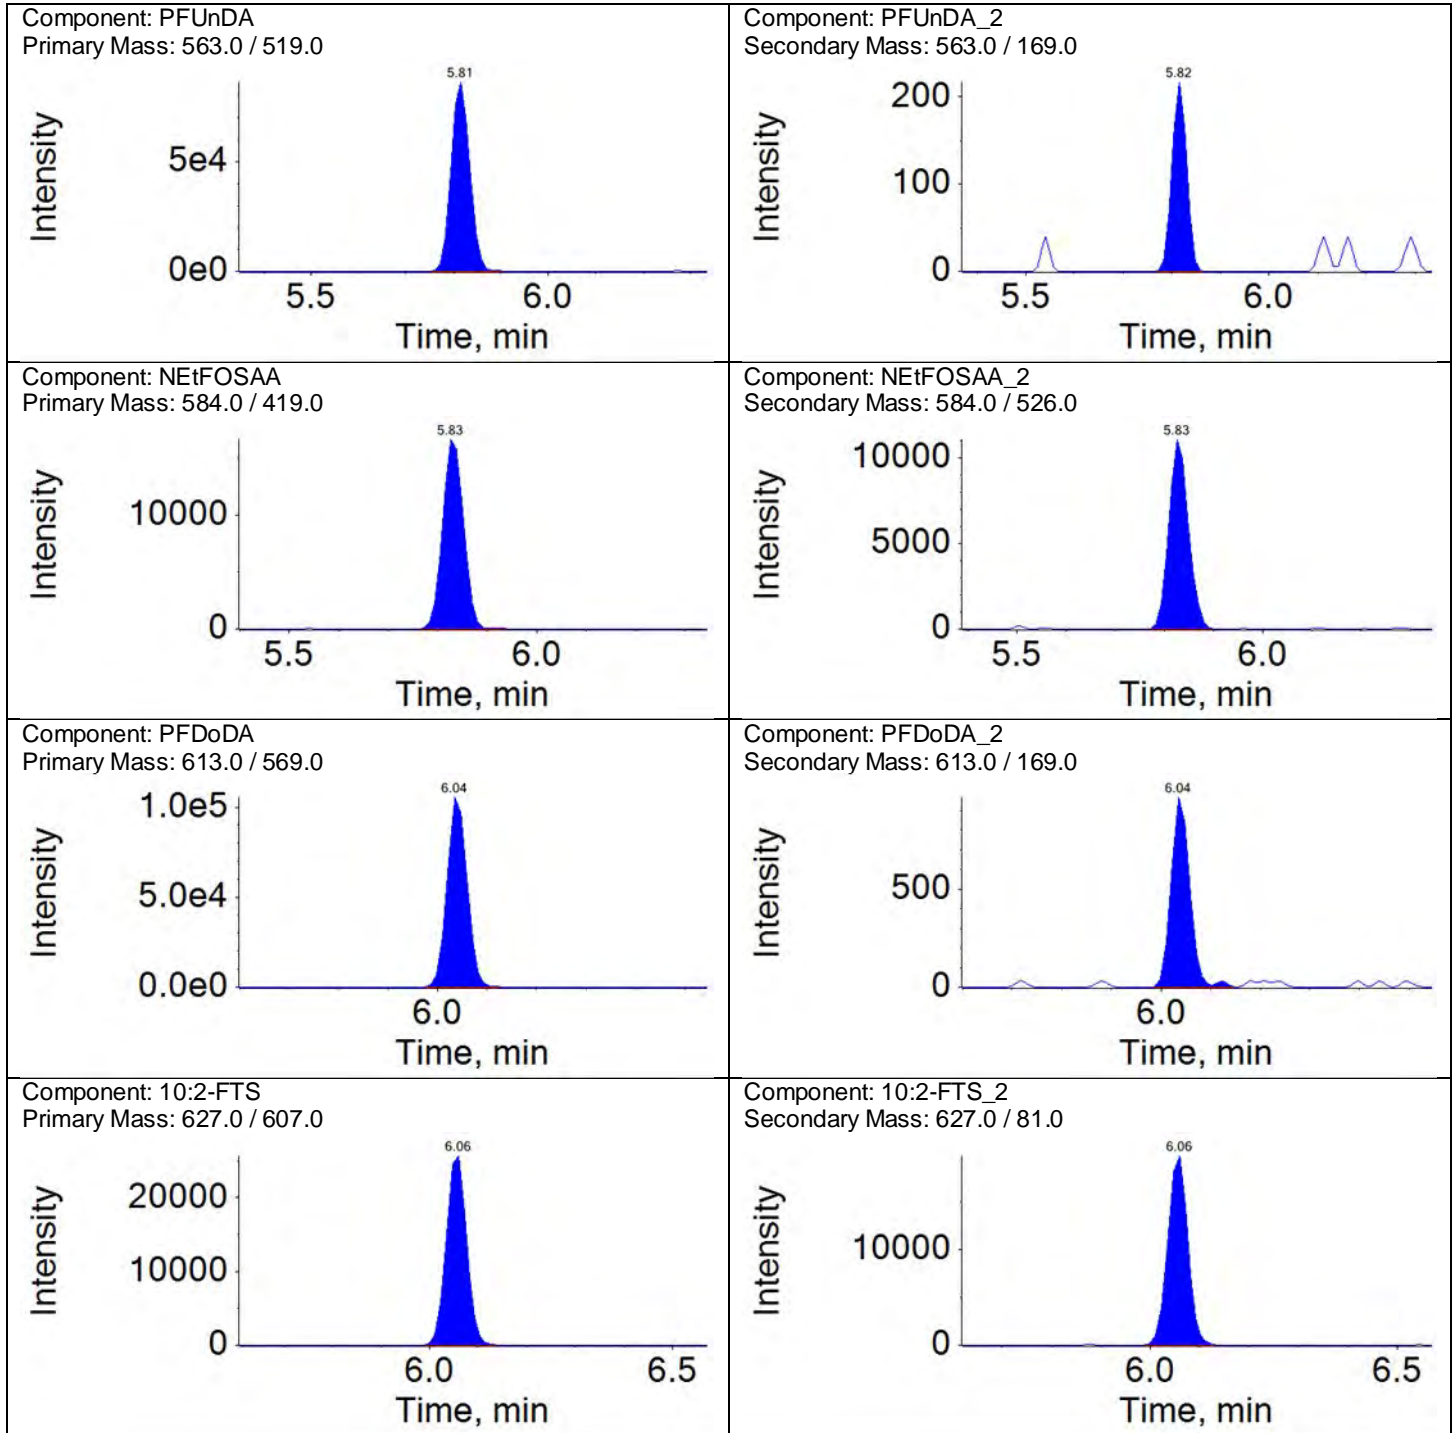 Component: PFUnDA
Primary Mass: 563.0 / 519.0
5.81
Intensity
5e4
0e0
5.5 6.0
Time, min
Component: PFUnDA_2
Secondary Mass: 563.0 / 169.0
5.82
Intensity
200
100
0
5.5 6.0
Time, min
Component: NEtFOSAA
Primary Mass: 584.0 / 419.0
5.83
Intensity
10000
0
5.5 6.0
Time, min
Component: NEtFOSAA_2
Secondary Mass: 584.0 / 526.0
5.83
Intensity
10000
5000
0
5.5 6.0
Time, min
Component: PFDoDA
Primary Mass: 613.0 / 569.0
6.04
Intensity
1.0e5
5.0e4
0.0e0
6.0
Time, min
Component: PFDoDA_2
Secondary Mass: 613.0 / 169.0
6.04
Intensity
500
0
6.0
Time, min
Component: 10:2-FTS
Primary Mass: 627.0 / 607.0
6.06
Intensity
20000
10000
0
6.0 6.5
Time, min
Component: 10:2-FTS_2
Secondary Mass: 627.0 / 81.0
6.06
Intensity
10000
0
6.0 6.5
Time, min